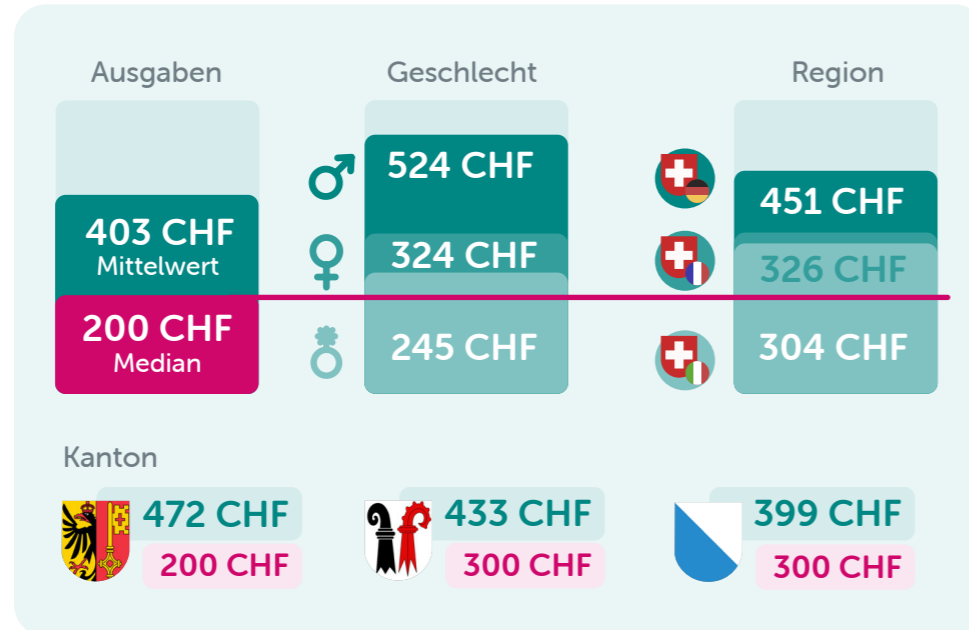 Ausgaben
403 CHF
Mittelwert
200 CHF
Median
Geschlecht
524 CHF
324 CHF
245 CHF
Region
451 CHF
326 CHF
304 CHF
Kanton
472 CHF
200 CHF
433 CHF
300 CHF
399 CHF
300 CHF